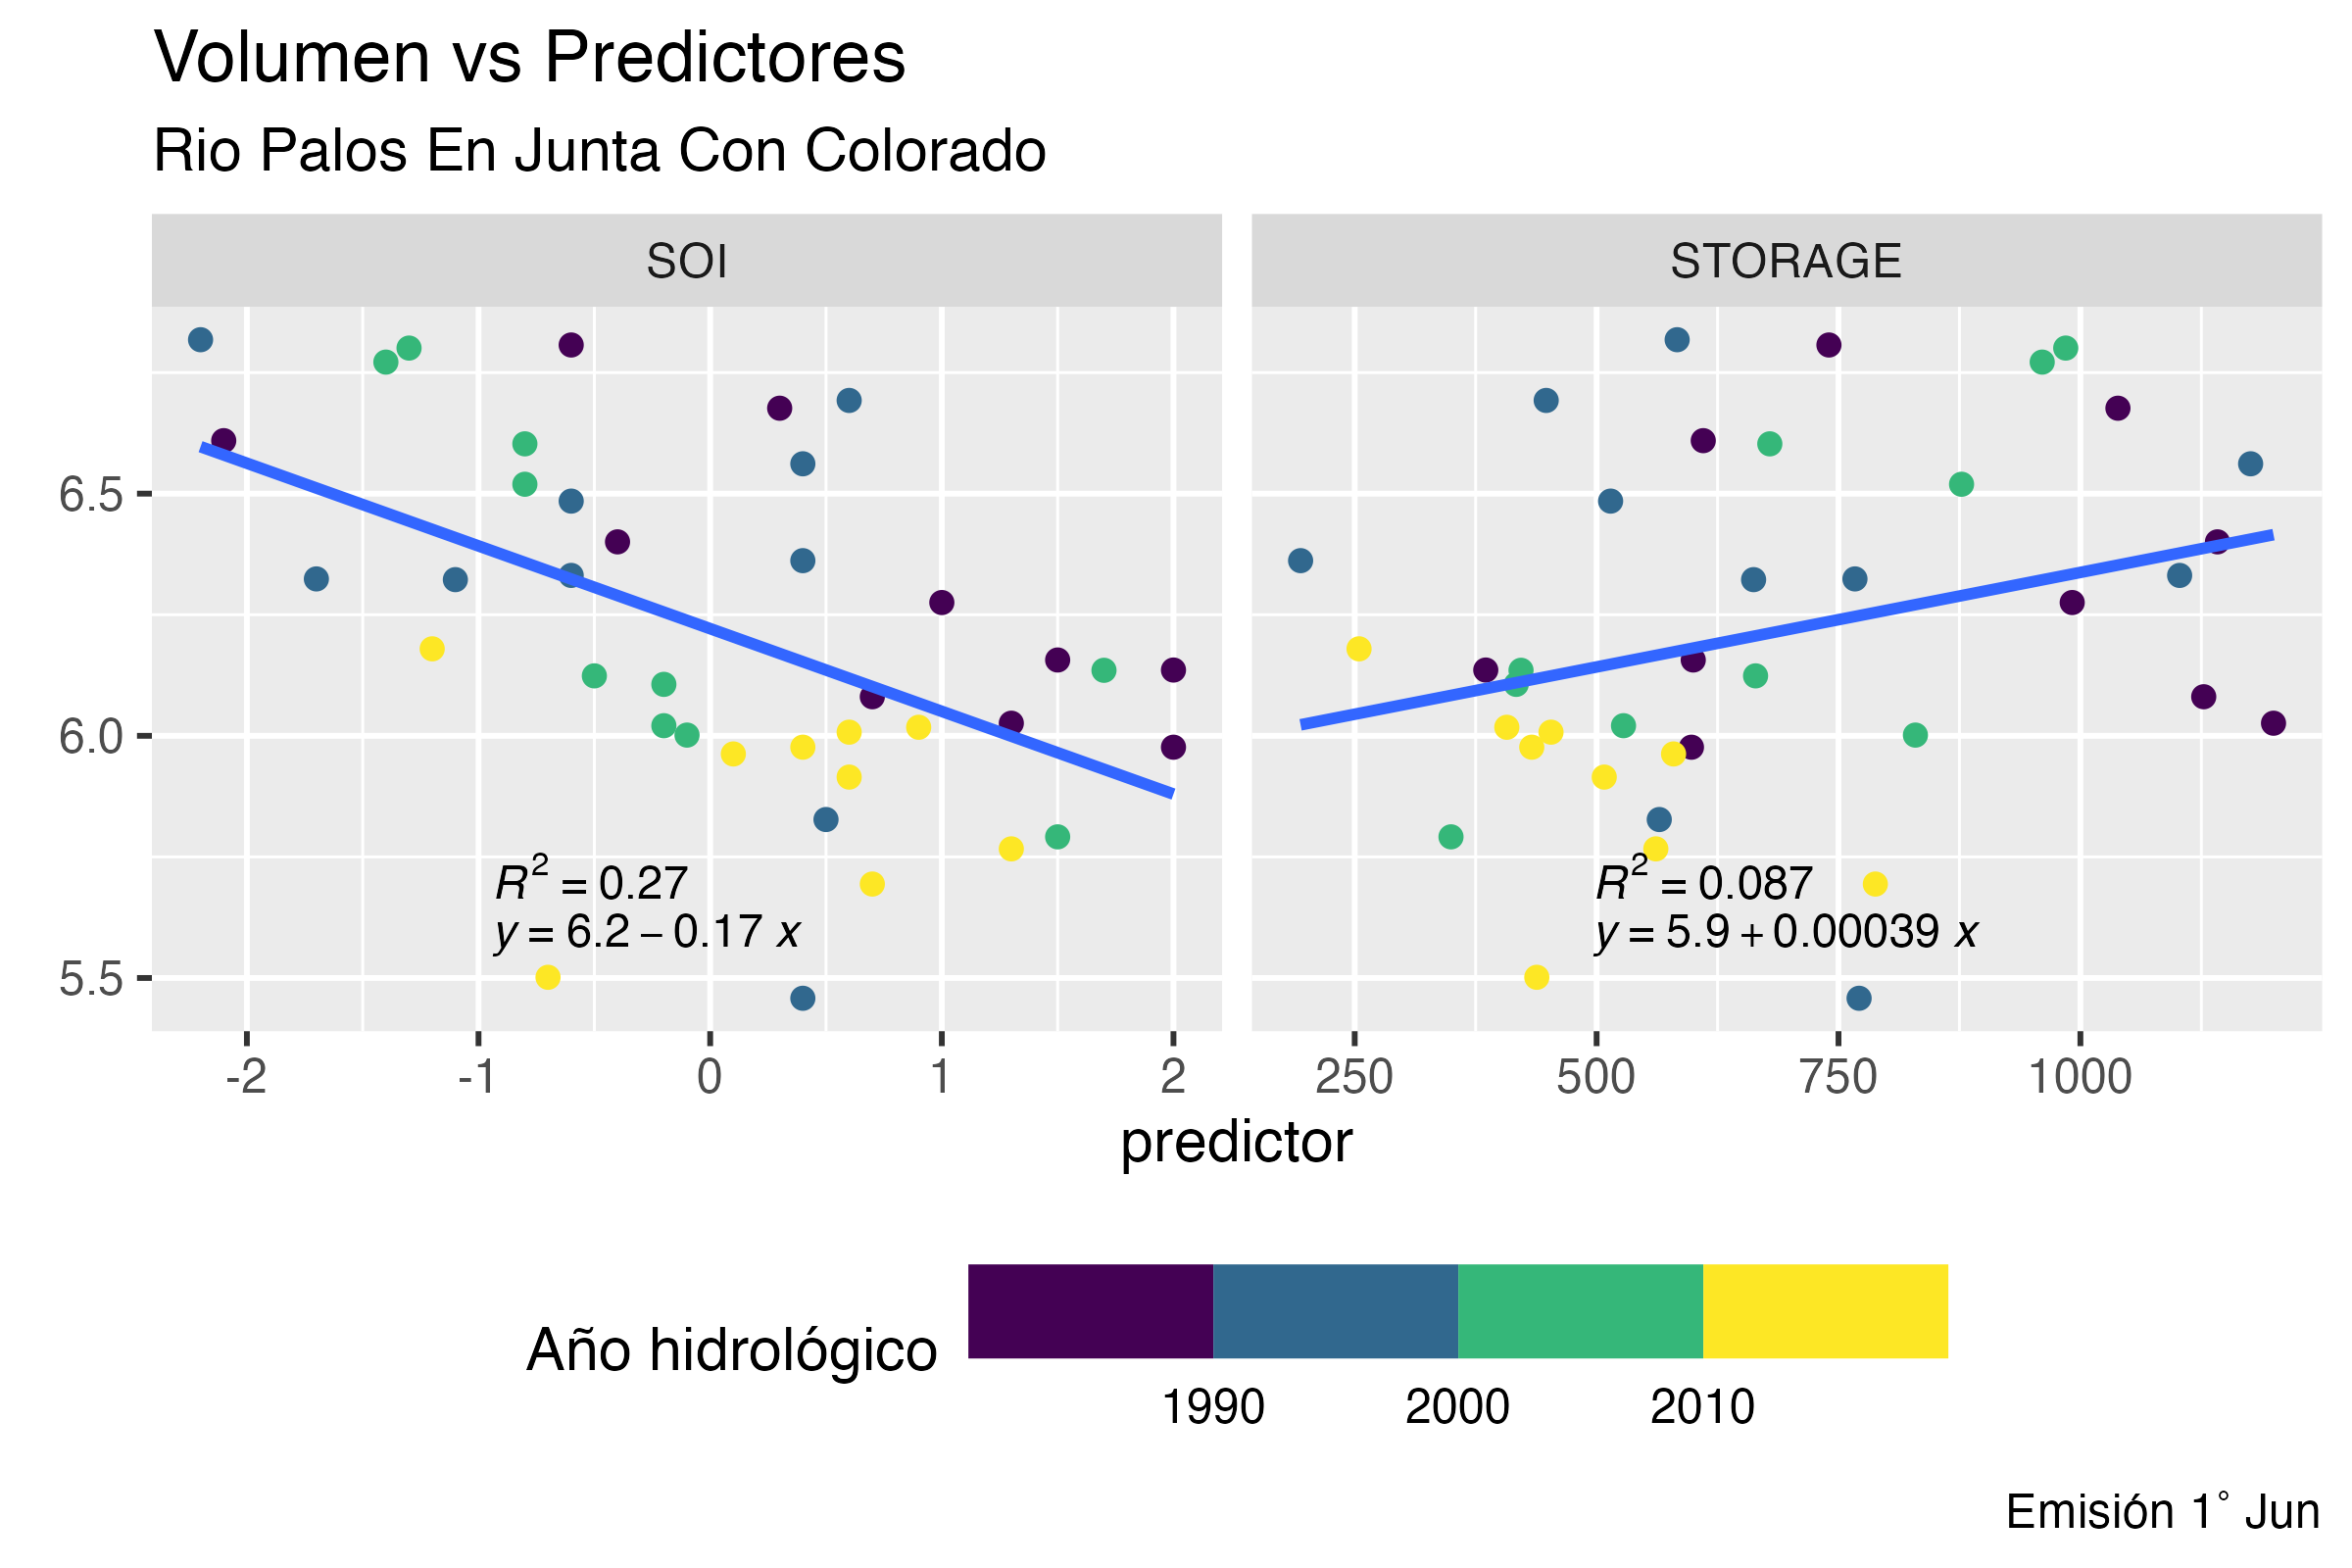 Volumen vs Predictores
Rio Palos En Junta Con Colorado
SOI
STORAGE
6.5
6.0
5.5
R² = 0.27
y = 6.2 − 0.17 x
R² = 0.087
y = 5.9 + 0.00039 x
-2 -1 0 1 2
250 500 750 1000
predictor
Año hidrológico
1990 2000 2010
Emisión 1˚ Jun